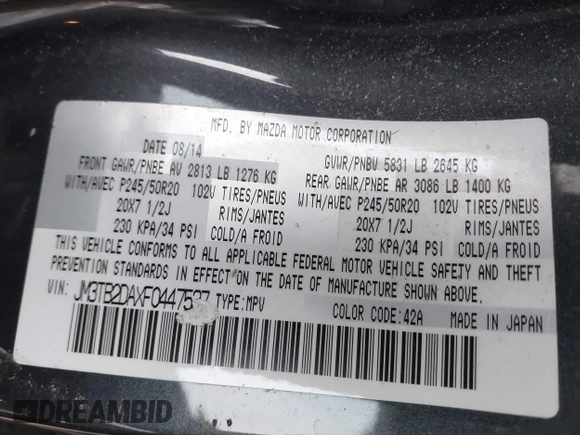 MFD. BY MAZDA MOTOR CORPORATION
DATE 08/14 GVWR/PNBV 5831 LB 2645 KG
FRONT GAWR/PNBE AV 2813 LB 1276 KG REAR GAWR/PNBE AR 3086 LB 1400 KG
WITH/AVEC P245/50R20 102V TIRES/PNEUS WITH/AVEC P245/50R20 102V TIRES/PNEUS
20X7 1/2J RIMS/JANTES 20X7 1/2J RIMS/JANTES
230 KPA/34 PSI COLD/A FROID 230 KPA/34 PSI COLD/A FROID
THIS VEHICLE CONFORMS TO ALL APPLICABLE FEDERAL MOTOR VEHICLE SAFETY AND THEFT
PREVENTION STANDARDS IN EFFECT ON THE DATE OF MANUFACTURE SHOWN ABOVE.
VIN: TYPE: MPV COLOR CODE: 42A MADE IN JAPAN
DREAMBID